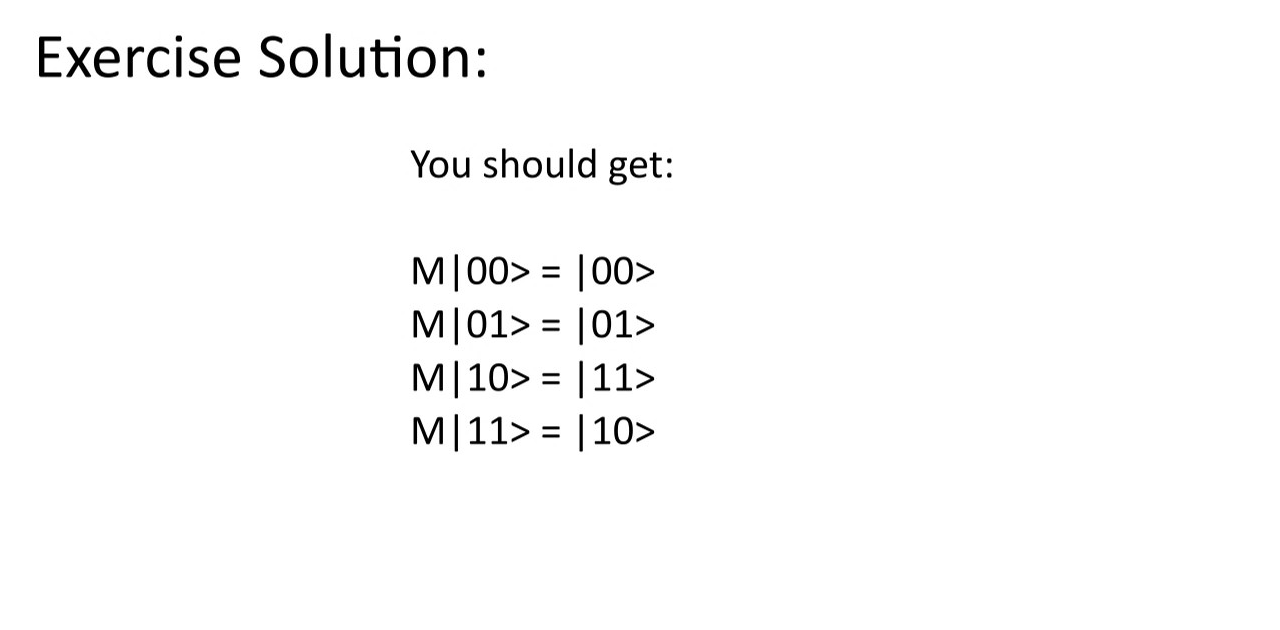 Exercise Solution:
You should get:
M|00> = |00>
M|01> = |01>
M|10> = |11>
M|11> = |10>